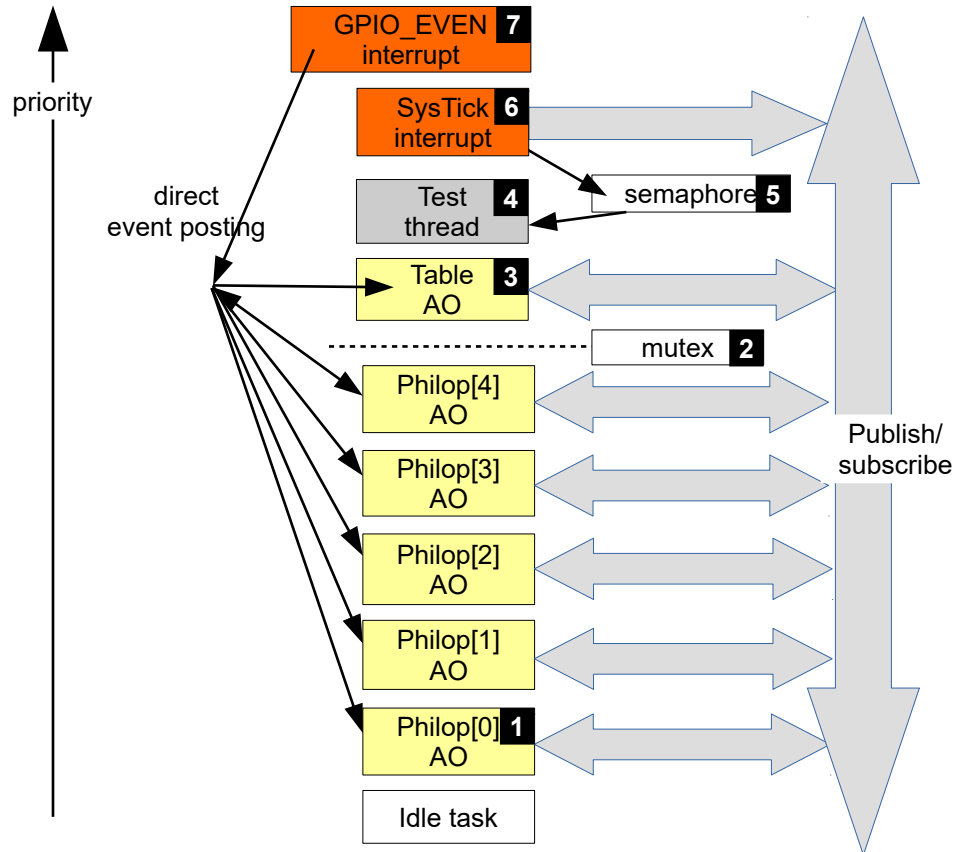 GPIO_EVEN 7
interrupt
priority
SysTick 6
interrupt
direct
event posting
Test 4
thread
semaphore 5
Table 3
AO
mutex 2
Philop[4]
AO
Publish/
subscribe
Philop[3]
AO
Philop[2]
AO
Philop[1]
AO
Philop[0] 1
AO
Idle task